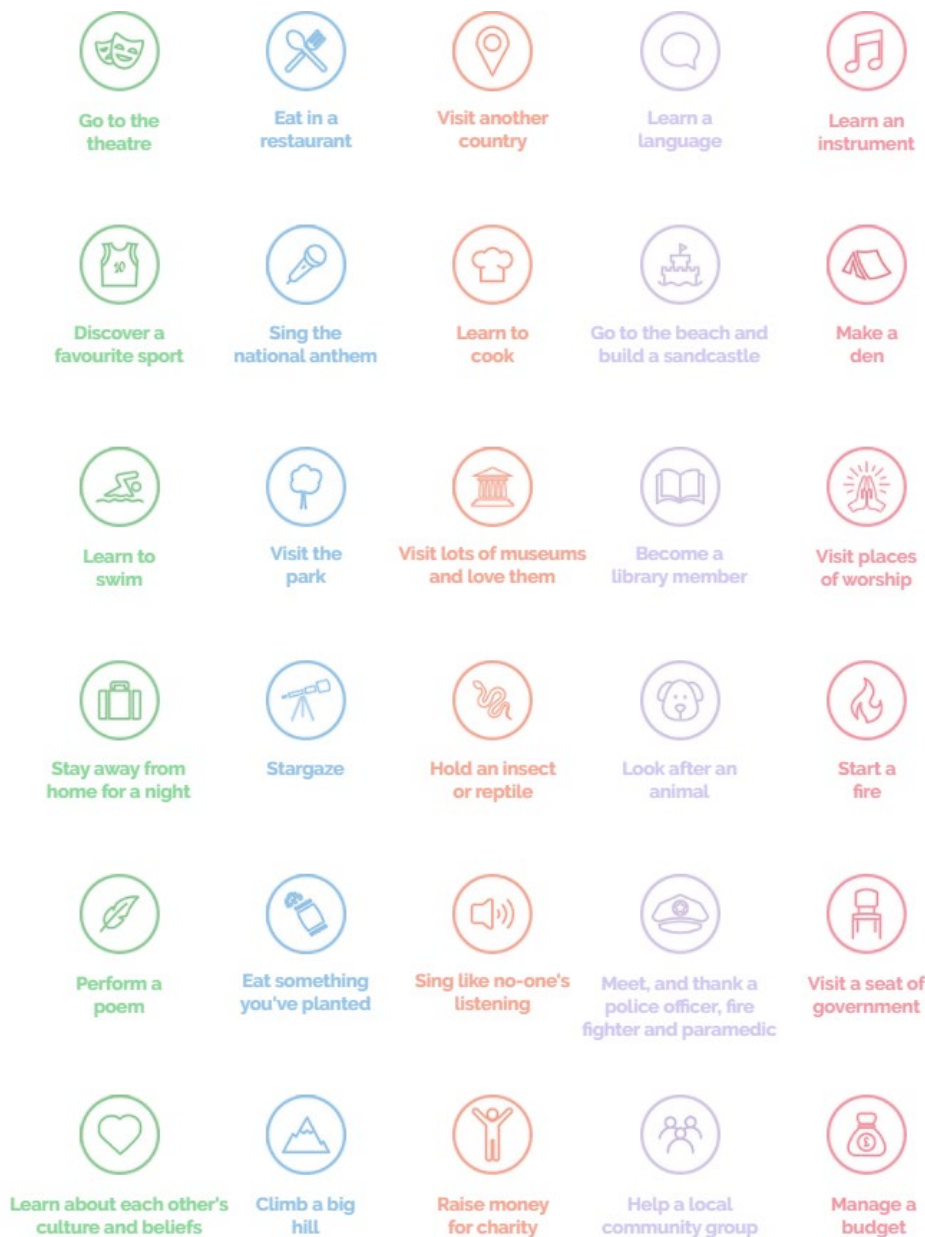 Go to the
theatre
Eat in a
restaurant
Visit another
country
Learn a
language
Learn an
instrument
10
Discover a
favourite sport
Sing the
national anthem
Learn to
cook
Go to the beach and
build a sandcastle
Make a
den
Learn to
swim
Visit the
park
Visit lots of museums
and love them
Become a
library member
Visit places
of worship
Stay away from
home for a night
Stargaze
Hold an insect
or reptile
Look after an
animal
Start a
fire
Perform a
poem
Eat something
you've planted
Sing like no-one's
listening
Meet, and thank a
police officer, fire
fighter and paramedic
Visit a seat of
government
Learn about each other's
culture and beliefs
Climb a big
hill
Raise money
for charity
Help a local
community group
£
Manage a
budget